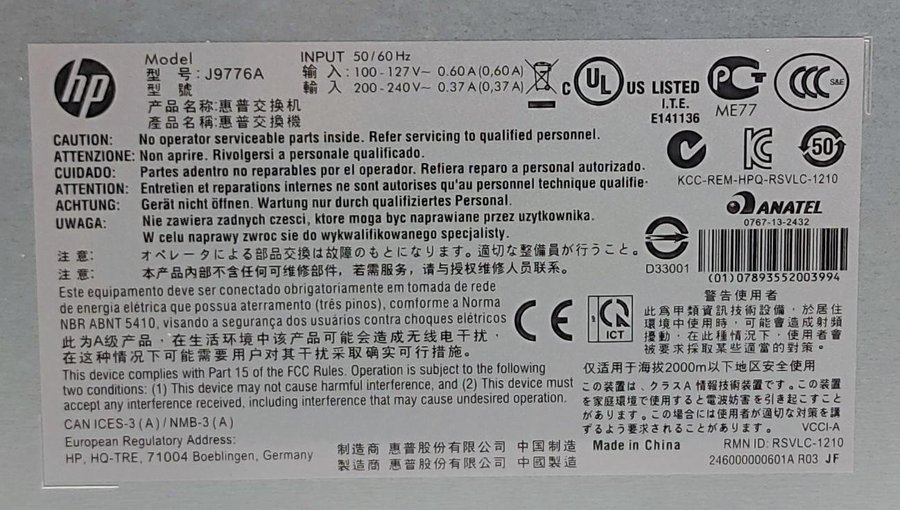 hp
Model
型 号 : J9776A
型 號
INPUT 50/60 Hz
输 入 : 100-127V~ 0.60A(0,60A)
輸 入 200-240V~ 0.37A(0,37A)
产品名称:惠普交换机
產品名稱:惠普交換機
C UL US LISTED
I.T.E.
E141136
ME77
CCC S&E
CAUTION: No operator serviceable parts inside. Refer servicing to qualified personnel.
ATTENZIONE: Non aprire. Rivolgersi a personale qualificato.
CUIDADO: Partes adentro no reparables por el operador. Refiera reparo a personal autorizado.
ATTENTION: Entretien et reparations internes ne sont autorises qu'au personnel technique qualifie·
ACHTUNG: Gerät nicht öffnen. Wartung nur durch qualifiziertes Personal.
UWAGA: Nie zawiera zadnych czesci, ktore moga byc naprawiane przez uzytkownika.
W celu naprawy zwroc sie do wykwalifikowanego specjalisty.
注 意: オペレータによる部品交換は故障のもとになります。適切な整備員が行うこと。
注 意: 本产品内部不含任何可维修部件，若需服务，请与授权维修人员联系。
50
KCC-REM-HPQ-RSVLC-1210
ANATEL
0767-13-2432
D33001
(01)07893552003994
Este equipamento deve ser conectado obrigatoriamente em tomada de rede
de energia elétrica que possua aterramento (três pinos), conforme a Norma
NBR ABNT 5410, visando a segurança dos usuários contra choques elétricos
此为A级产品，在生活环境中该产品可能会造成无线电干扰，
在这种情况下可能需要用户对其干扰采取确实可行措施。
This device complies with Part 15 of the FCC Rules. Operation is subject to the following
two conditions: (1) This device may not cause harmful interference, and (2) This device must
accept any interference received, including interference that may cause undesired operation.
CAN ICES-3 (A) / NMB-3 (A)
European Regulatory Address:
HP, HQ-TRE, 71004 Boeblingen, Germany
CE
ICT
警告使用者
此為甲類資訊技術設備，於居住
環境中使用時，可能會造成射頻
擾動，在此種情況下，使用者會
被要求採取某些適當的對策。
仅适用于海拔2000m以下地区安全使用
この装置は、クラスA情報技術装置です。この装置
を家庭環境で使用すると電波妨害を引き起こすこと
があります。この場合には使用者が適切な対策を講
ずるよう要求されることがあります。 VCCI-A
制造商 惠普股份有限公司 中国制造
製造商 惠普股份有限公司 中國製造
Made in China
RMN ID: RSVLC-1210
246000000601A R03 JF